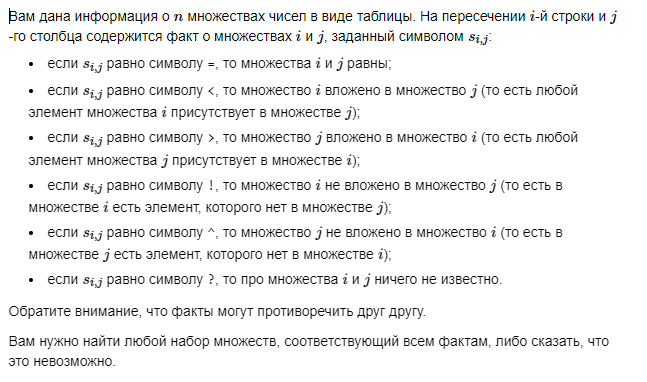 Вам дана информация о n множествах чисел в виде таблицы. На пересечении i-й строки и j
-го столбца содержится факт о множествах i и j, заданный символом s_{i,j}:
• если s_{i,j} равно символу =, то множества i и j равны;
• если s_{i,j} равно символу <, то множество i вложено в множество j (то есть любой
элемент множества i присутствует в множестве j);
• если s_{i,j} равно символу >, то множество j вложено в множество i (то есть любой
элемент множества j присутствует в множестве i);
• если s_{i,j} равно символу !, то множество i не вложено в множество j (то есть в
множестве i есть элемент, которого нет в множестве j);
• если s_{i,j} равно символу ^, то множество j не вложено в множество i (то есть в
множестве j есть элемент, которого нет в множестве i);
• если s_{i,j} равно символу ?, то про множества i и j ничего не известно.
Обратите внимание, что факты могут противоречить друг другу.
Вам нужно найти любой набор множеств, соответствующий всем фактам, либо сказать, что
это невозможно.